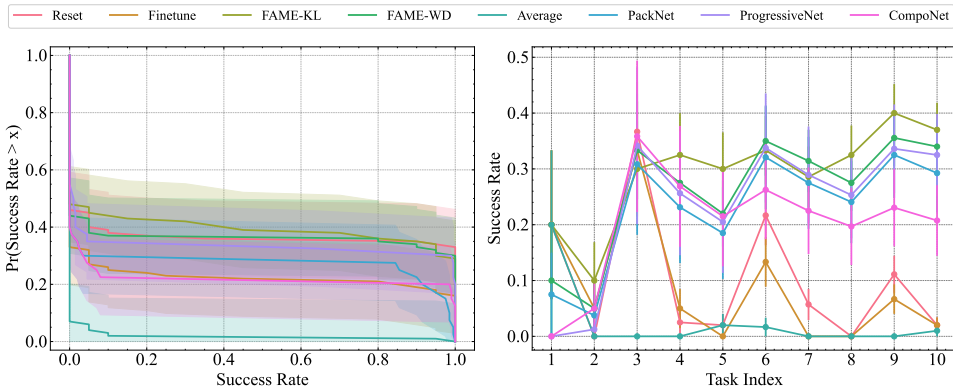 Reset Finetune FAME-KL FAME-WD Average PackNet ProgressiveNet CompoNet
Pr(Success Rate > x)
1.0
0.8
0.6
0.4
0.2
0.0
0.0 0.2 0.4 0.6 0.8 1.0
Success Rate
Success Rate
0.5
0.4
0.3
0.2
0.1
0.0
1 2 3 4 5 6 7 8 9 10
Task Index